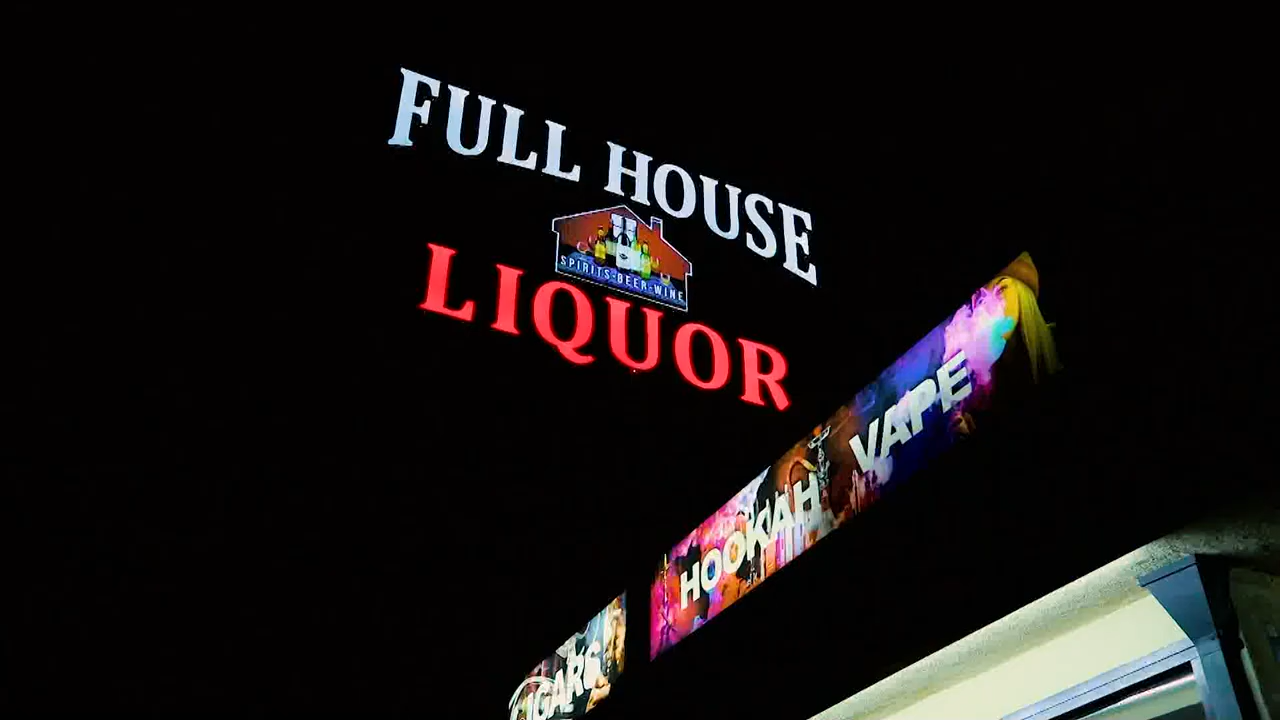 FULL HOUSE
SPIRITS-BEER-WINE
LIQUOR
HOOKAH VAPE
CIGARS